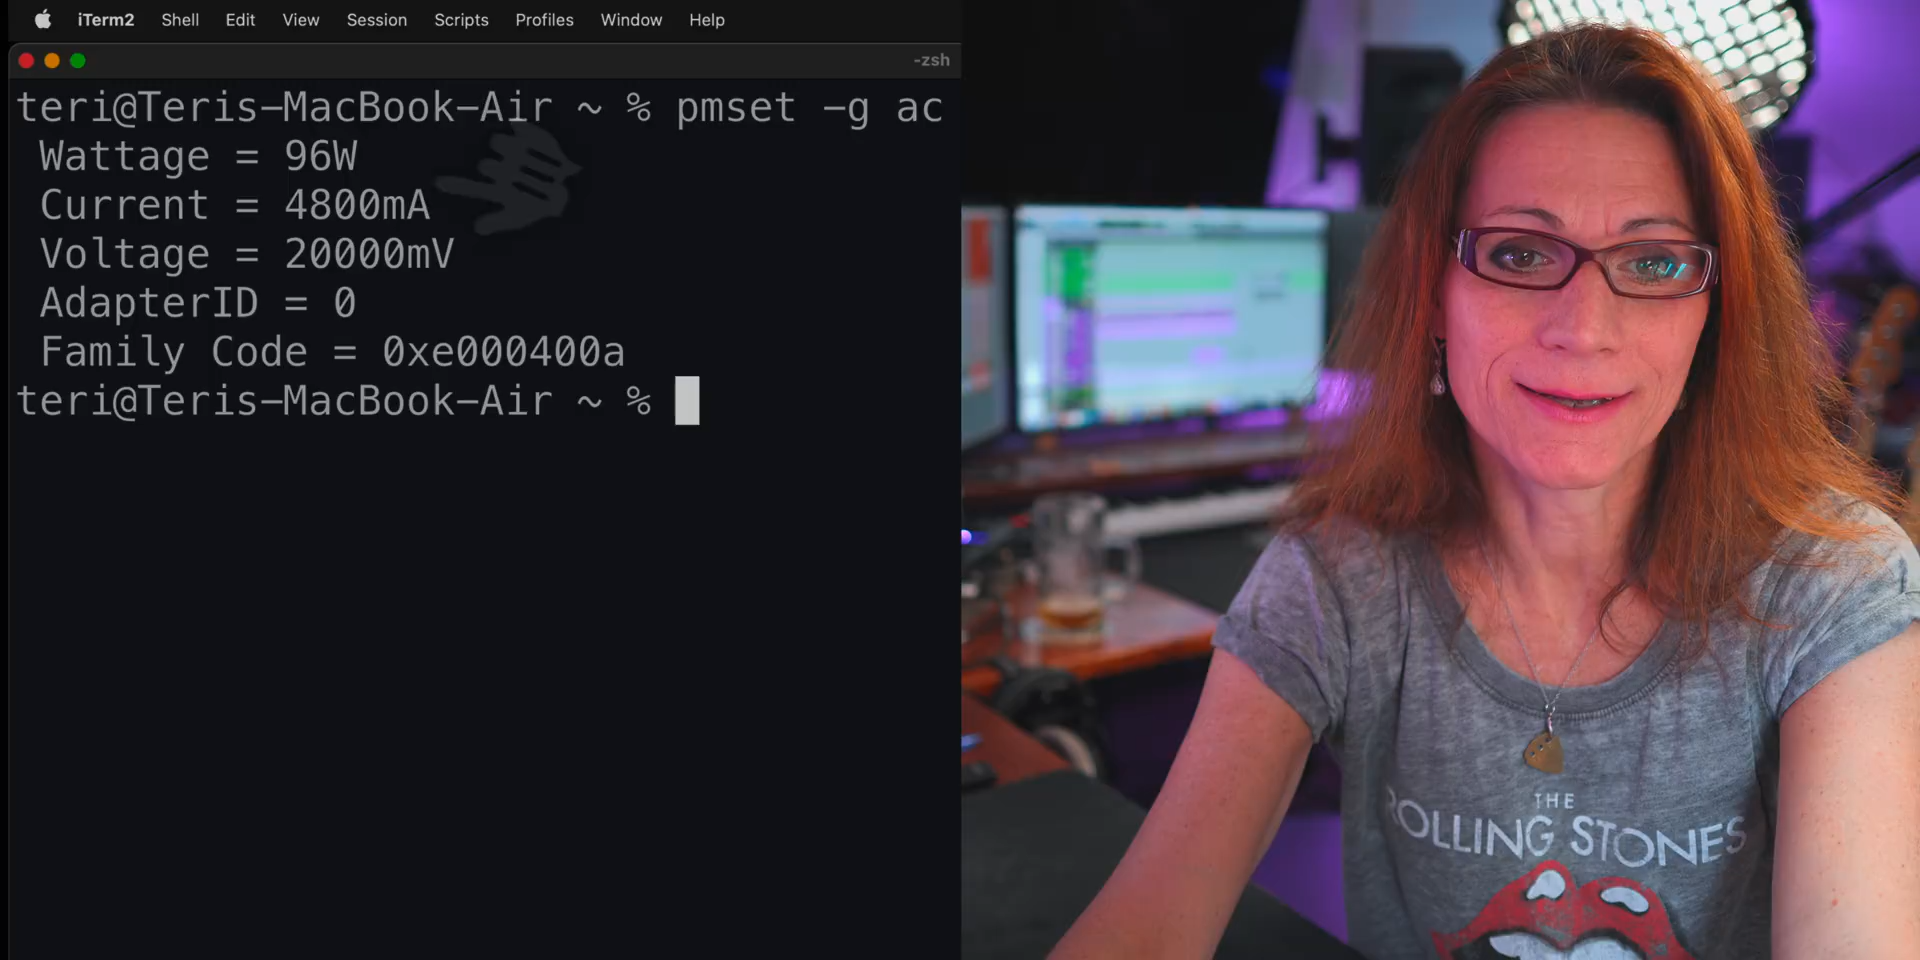 iTerm2 Shell Edit View Session Scripts Profiles Window Help
-zsh
teri@Teris-MacBook-Air ~ % pmset -g ac
Wattage = 96W
Current = 4800mA
Voltage = 20000mV
AdapterID = 0
Family Code = 0xe000400a
teri@Teris-MacBook-Air ~ %
THE
ROLLING STONES